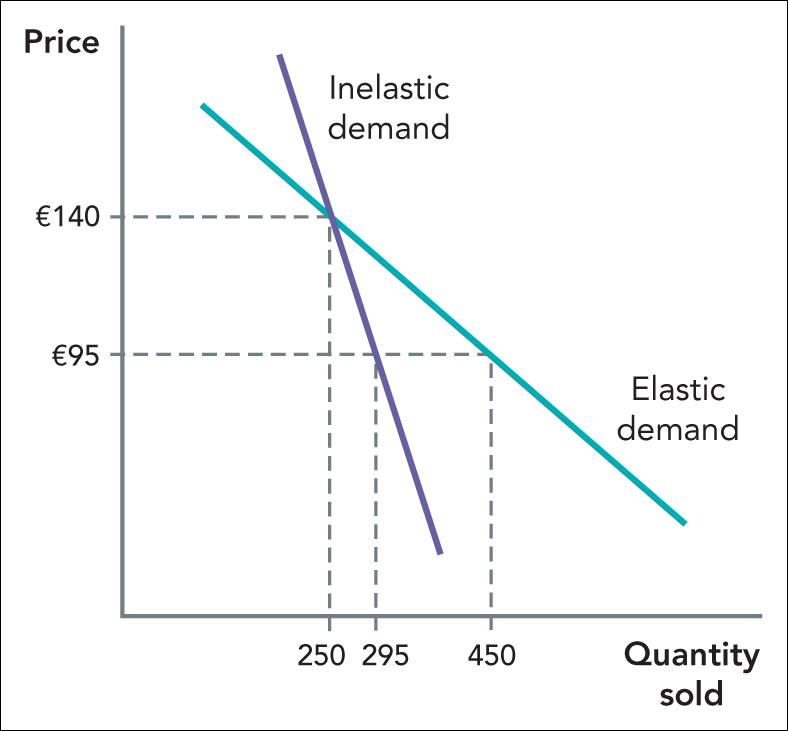 Price
Inelastic
demand
€140
€95
Elastic
demand
250
295
450
Quantity
sold